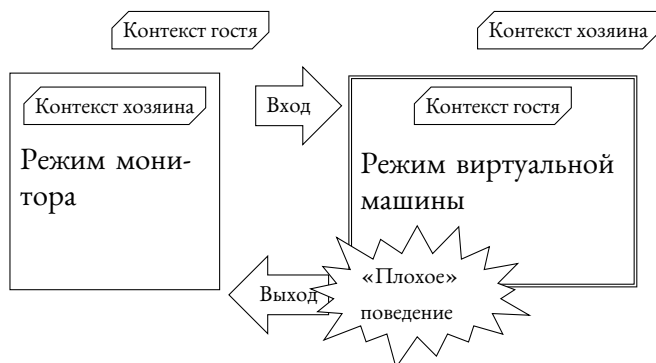 Контекст гостя
Контекст хозяина
Контекст хозяина
Вход
Контекст гостя
Режим мони-
тора
Режим виртуальной
машины
«Плохое»
Выход
поведение